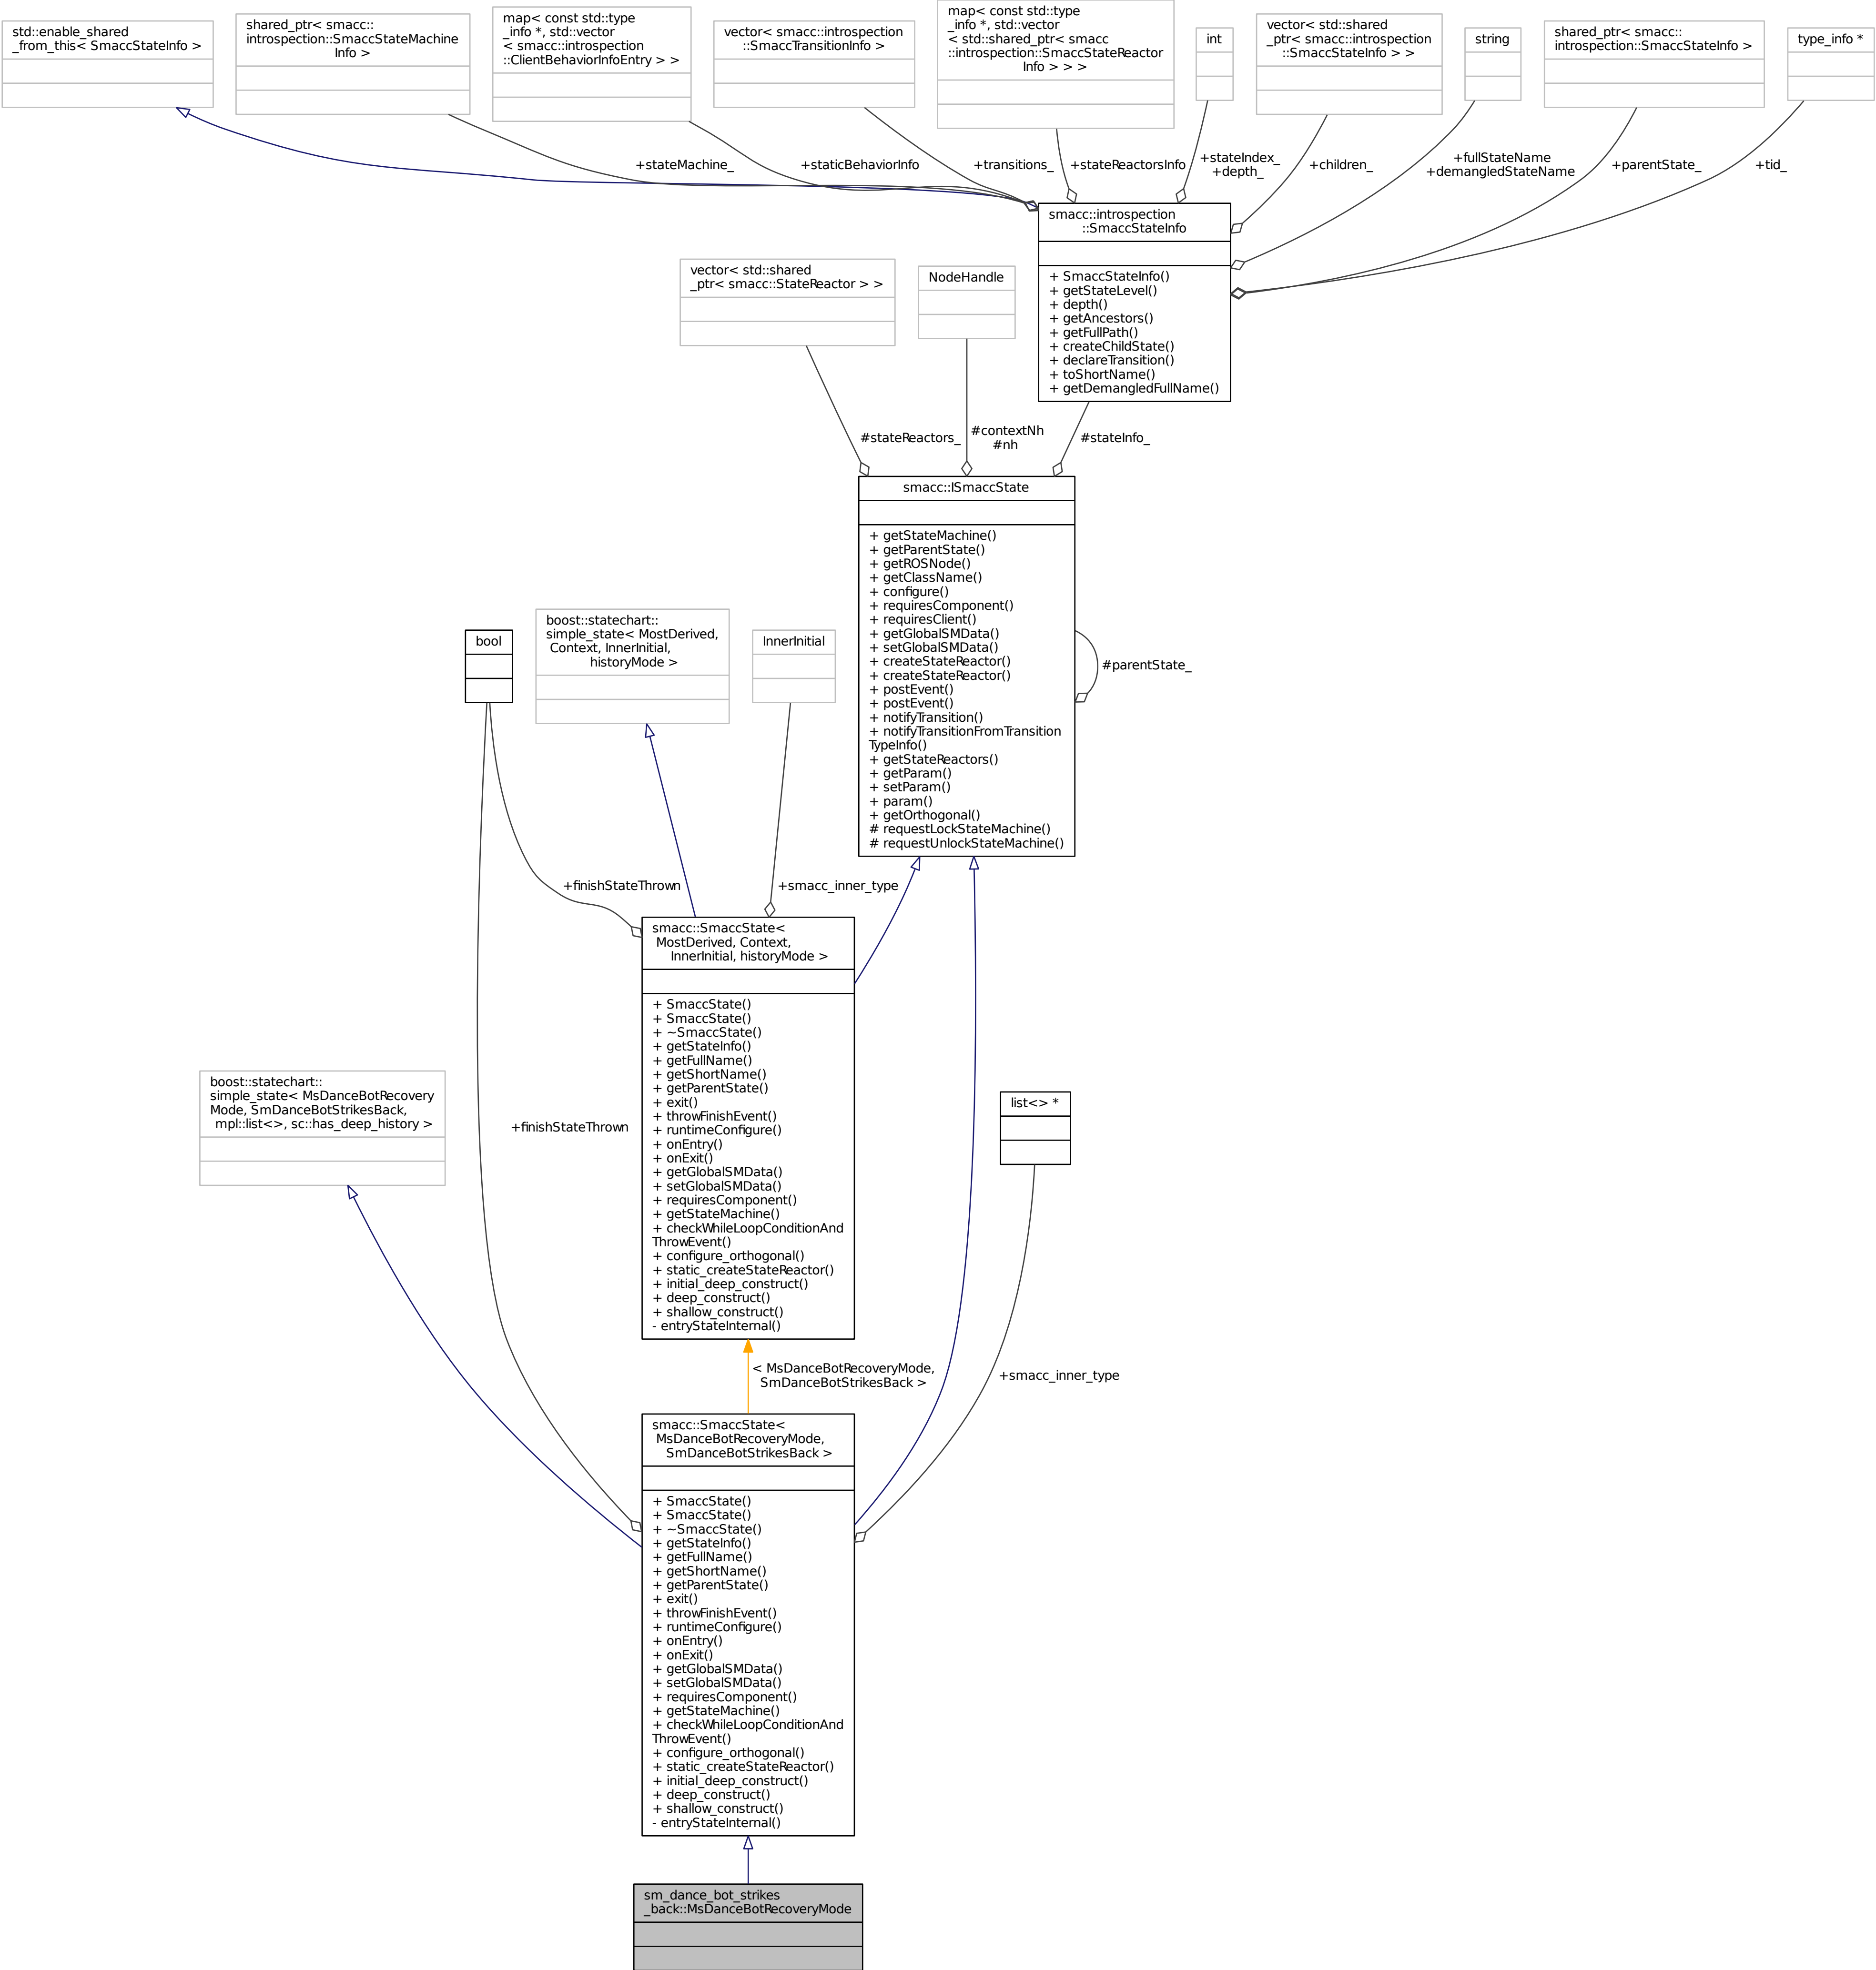 std::enable_shared
_from_this< SmaccStateInfo >
shared_ptr< smacc::
introspection::SmaccStateMachine
Info >
map< const std::type
_info *, std::vector
< smacc::introspection
::ClientBehaviorInfoEntry > >
vector< smacc::introspection
::SmaccTransitionInfo >
map< const std::type
_info *, std::vector
< std::shared_ptr< smacc
::introspection::SmaccStateReactor
Info > > >
int
vector< std::shared
_ptr< smacc::introspection
::SmaccStateInfo > >
string
shared_ptr< smacc::
introspection::SmaccStateInfo >
type_info *
+stateMachine_
+staticBehaviorInfo
+transitions_
+stateReactorsInfo
+stateIndex_
+depth_
+children_
+fullStateName
+demangledStateName
+parentState_
+tid_
smacc::introspection
::SmaccStateInfo
+ SmaccStateInfo()
+ getStateLevel()
+ depth()
+ getAncestors()
+ getFullPath()
+ createChildState()
+ declareTransition()
+ toShortName()
+ getDemangledFullName()
vector< std::shared
_ptr< smacc::StateReactor > >
NodeHandle
#stateReactors_
#contextNh
#nh
#stateInfo_
smacc::ISmaccState
+ getStateMachine()
+ getParentState()
+ getROSNode()
+ getClassName()
+ configure()
+ requiresComponent()
+ requiresClient()
+ getGlobalSMData()
+ setGlobalSMData()
+ createStateReactor()
+ createStateReactor()
+ postEvent()
+ postEvent()
+ notifyTransition()
+ notifyTransitionFromTransition
TypeInfo()
+ getStateReactors()
+ getParam()
+ setParam()
+ param()
+ getOrthogonal()
# requestLockStateMachine()
# requestUnlockStateMachine()
#parentState_
bool
boost::statechart::
simple_state< MostDerived,
Context, InnerInitial,
historyMode >
InnerInitial
+finishStateThrown
+smacc_inner_type
smacc::SmaccState<
MostDerived, Context,
InnerInitial, historyMode >
+ SmaccState()
+ SmaccState()
+ ~SmaccState()
+ getStateInfo()
+ getFullName()
+ getShortName()
+ getParentState()
+ exit()
+ throwFinishEvent()
+ runtimeConfigure()
+ onEntry()
+ onExit()
+ getGlobalSMData()
+ setGlobalSMData()
+ requiresComponent()
+ getStateMachine()
+ checkWhileLoopConditionAnd
ThrowEvent()
+ configure_orthogonal()
+ static_createStateReactor()
+ initial_deep_construct()
+ deep_construct()
+ shallow_construct()
- entryStateInternal()
boost::statechart::
simple_state< MsDanceBotRecovery
Mode, SmDanceBotStrikesBack,
mpl::list<>, sc::has_deep_history >
+finishStateThrown
list<> *
< MsDanceBotRecoveryMode,
SmDanceBotStrikesBack >
+smacc_inner_type
smacc::SmaccState<
MsDanceBotRecoveryMode,
SmDanceBotStrikesBack >
+ SmaccState()
+ SmaccState()
+ ~SmaccState()
+ getStateInfo()
+ getFullName()
+ getShortName()
+ getParentState()
+ exit()
+ throwFinishEvent()
+ runtimeConfigure()
+ onEntry()
+ onExit()
+ getGlobalSMData()
+ setGlobalSMData()
+ requiresComponent()
+ getStateMachine()
+ checkWhileLoopConditionAnd
ThrowEvent()
+ configure_orthogonal()
+ static_createStateReactor()
+ initial_deep_construct()
+ deep_construct()
+ shallow_construct()
- entryStateInternal()
sm_dance_bot_strikes
_back::MsDanceBotRecoveryMode